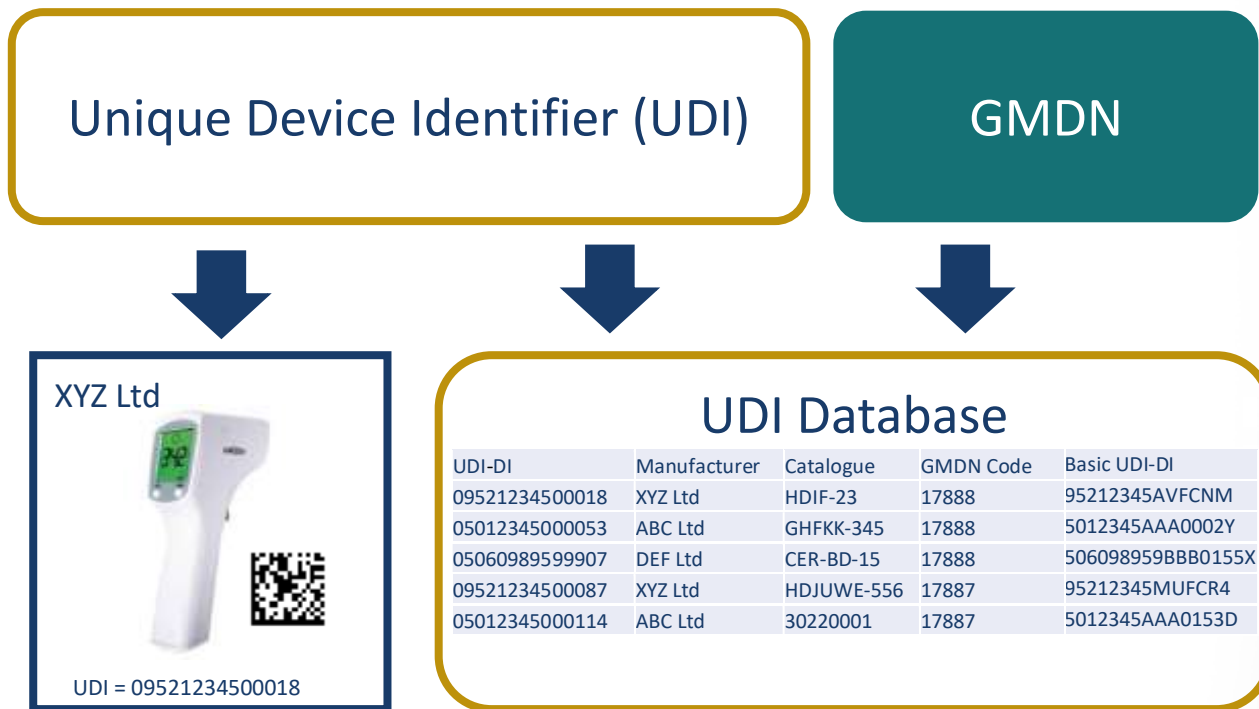 Unique Device Identifier (UDI)
GMDN
XYZ Ltd
UDI = 09521234500018
UDI Database
UDI-DI Manufacturer Catalogue GMDN Code Basic UDI-DI
09521234500018 XYZ Ltd HDIF-23 17888 95212345AVFCNM
05012345000053 ABC Ltd GHFKK-345 17888 5012345AAA0002Y
05060989599907 DEF Ltd CER-BD-15 17888 506098959BBB0155X
09521234500087 XYZ Ltd HDJUWE-556 17887 95212345MUFCR4
05012345000114 ABC Ltd 30220001 17887 5012345AAA0153D